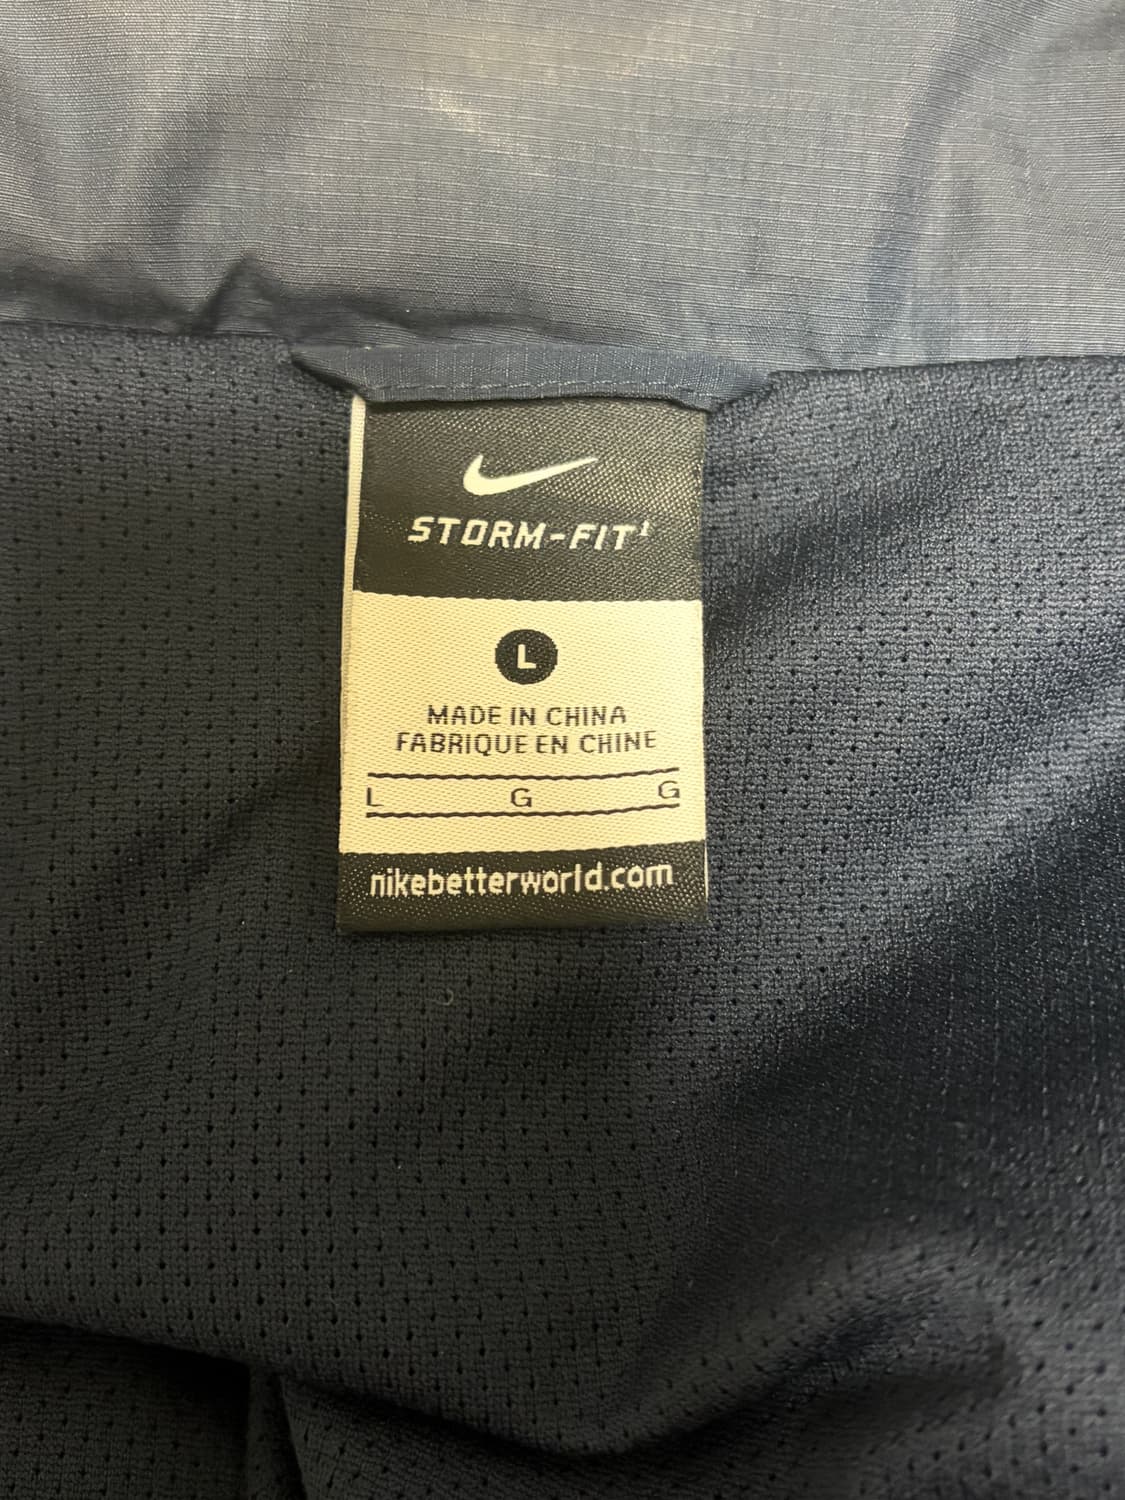 STORM-FIT¹
L
MADE IN CHINA
FABRIQUE EN CHINE
L G G
nikebetterworld.com